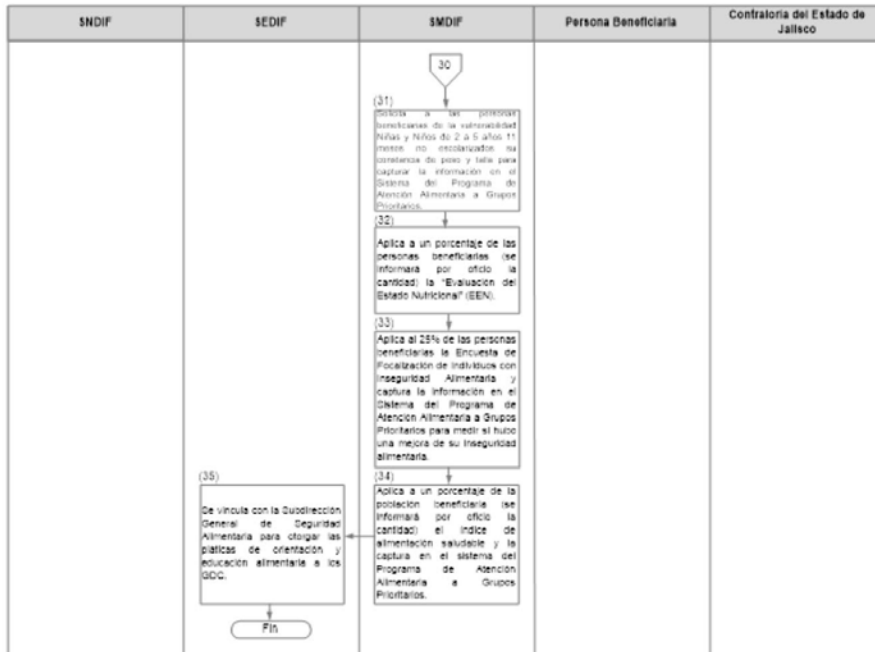 SNDIF
SEDIF
SMDIF
Persona Beneficiaria
Contraloria del Estado de
Jalisco
30
(31)
Solicita a las personas
beneficiarias de la vulnerabilidad
Niñas y Niños de 2 a 5 años 11
meses no escolarizados su
constancia de peso y talla para
capturar la información en el
Sistema del Programa de
Atención Alimentaria a Grupos
Prioritarios.
(32)
Aplica a un porcentaje de las
personas beneficiarias (se
informará por oficio la
cantidad) la "Evaluación del
Estado Nutricional" (EEN).
(33)
Aplica al 25% de las personas
beneficiarias la Encuesta de
Focalización de Individuos con
Inseguridad Alimentaria y
captura la información en el
Sistema del Programa de
Atención Alimentaria a Grupos
Prioritarios para medir si hubo
una mejora de su inseguridad
alimentaria.
(34)
Aplica a un porcentaje de la
población beneficiaria (se
informará por oficio la
cantidad) el índice de
alimentación saludable y la
captura en el sistema del
Programa de Atención
Alimentaria a Grupos
Prioritarios.
(35)
Se vincula con la Subdirección
General de Seguridad
Alimentaria para otorgar las
pláticas de orientación y
educación alimentaria a los
GDC.
Fin